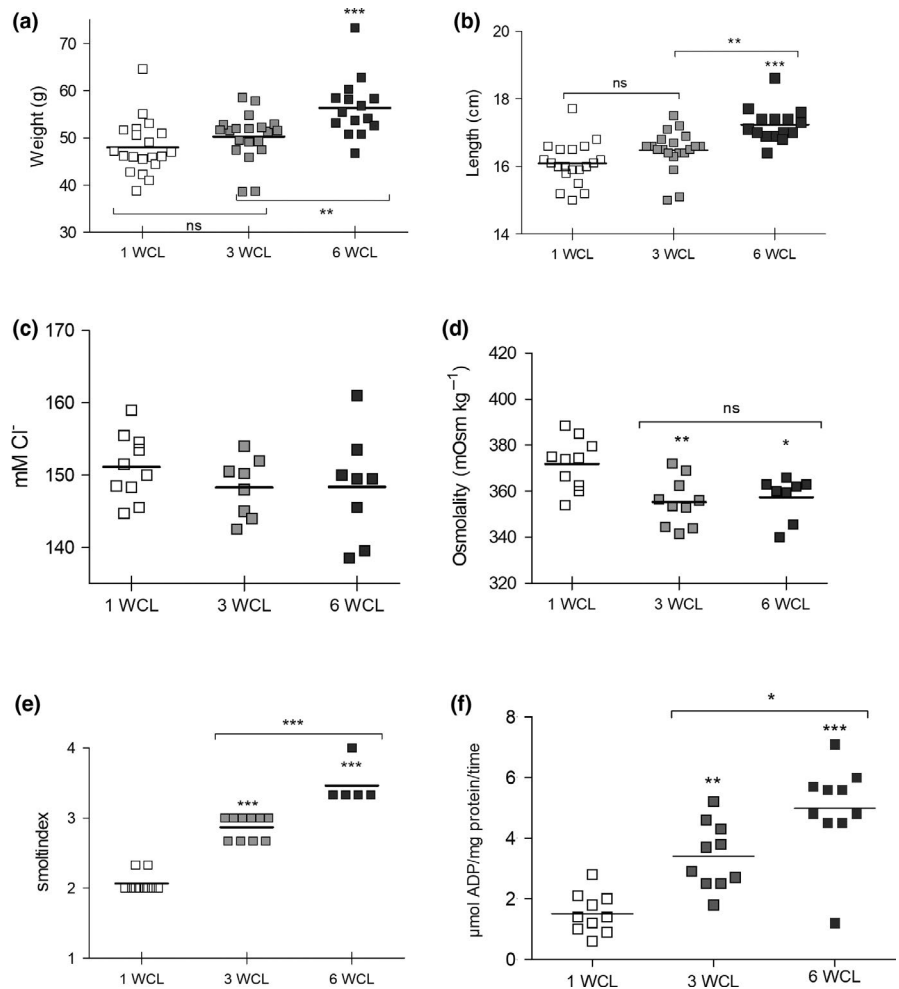 (a)
***
70
60
50
40
30
Weight (g)
ns
**
1 WCL 3 WCL 6 WCL
(b)
20
18
16
14
Length (cm)
ns
**
***
1 WCL 3 WCL 6 WCL
(c)
170
160
150
140
mM Cl⁻
1 WCL 3 WCL 6 WCL
(d)
420
400
380
360
340
320
Osmolality (mOsm kg⁻¹)
ns
**
*
1 WCL 3 WCL 6 WCL
(e)
4
3
2
1
smoltindex
***
***
***
1 WCL 3 WCL 6 WCL
(f)
8
6
4
2
0
µmol ADP/mg protein/time
*
**
***
1 WCL 3 WCL 6 WCL